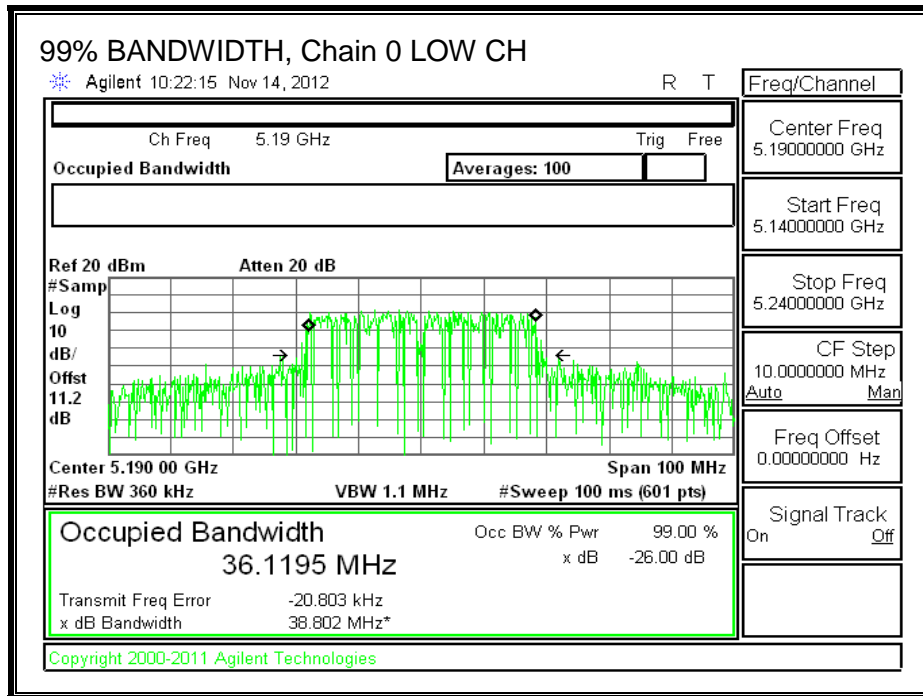 99% BANDWIDTH, Chain 0 LOW CH
Agilent 10:22:15 Nov 14, 2012 R T
Freq/Channel
Ch Freq 5.19 GHz Trig Free
Occupied Bandwidth Averages: 100
Center Freq
5.19000000 GHz
Start Freq
5.14000000 GHz
Stop Freq
5.24000000 GHz
CF Step
10.0000000 MHz
Auto Man
Freq Offset
0.00000000 Hz
Signal Track
On Off
Ref 20 dBm Atten 20 dB
#Samp
Log
10
dB/
Offst
11.2
dB
Center 5.190 00 GHz Span 100 MHz
#Res BW 360 kHz VBW 1.1 MHz #Sweep 100 ms (601 pts)
Occupied Bandwidth Occ BW % Pwr 99.00 %
36.1195 MHz x dB -26.00 dB
Transmit Freq Error -20.803 kHz
x dB Bandwidth 38.802 MHz*
Copyright 2000-2011 Agilent Technologies